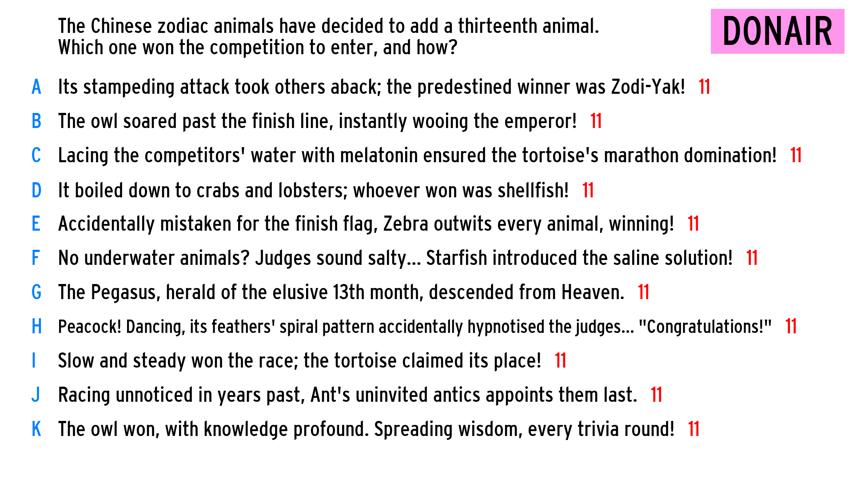 The Chinese zodiac animals have decided to add a thirteenth animal.
Which one won the competition to enter, and how?
DONAIR
A Its stampeding attack took others aback; the predestined winner was Zodi-Yak! 11
B The owl soared past the finish line, instantly wooing the emperor! 11
C Lacing the competitors' water with melatonin ensured the tortoise's marathon domination! 11
D It boiled down to crabs and lobsters; whoever won was shellfish! 11
E Accidentally mistaken for the finish flag, Zebra outwits every animal, winning! 11
F No underwater animals? Judges sound salty... Starfish introduced the saline solution! 11
G The Pegasus, herald of the elusive 13th month, descended from Heaven. 11
H Peacock! Dancing, its feathers' spiral pattern accidentally hypnotised the judges... "Congratulations!" 11
I Slow and steady won the race; the tortoise claimed its place! 11
J Racing unnoticed in years past, Ant's uninvited antics appoints them last. 11
K The owl won, with knowledge profound. Spreading wisdom, every trivia round! 11